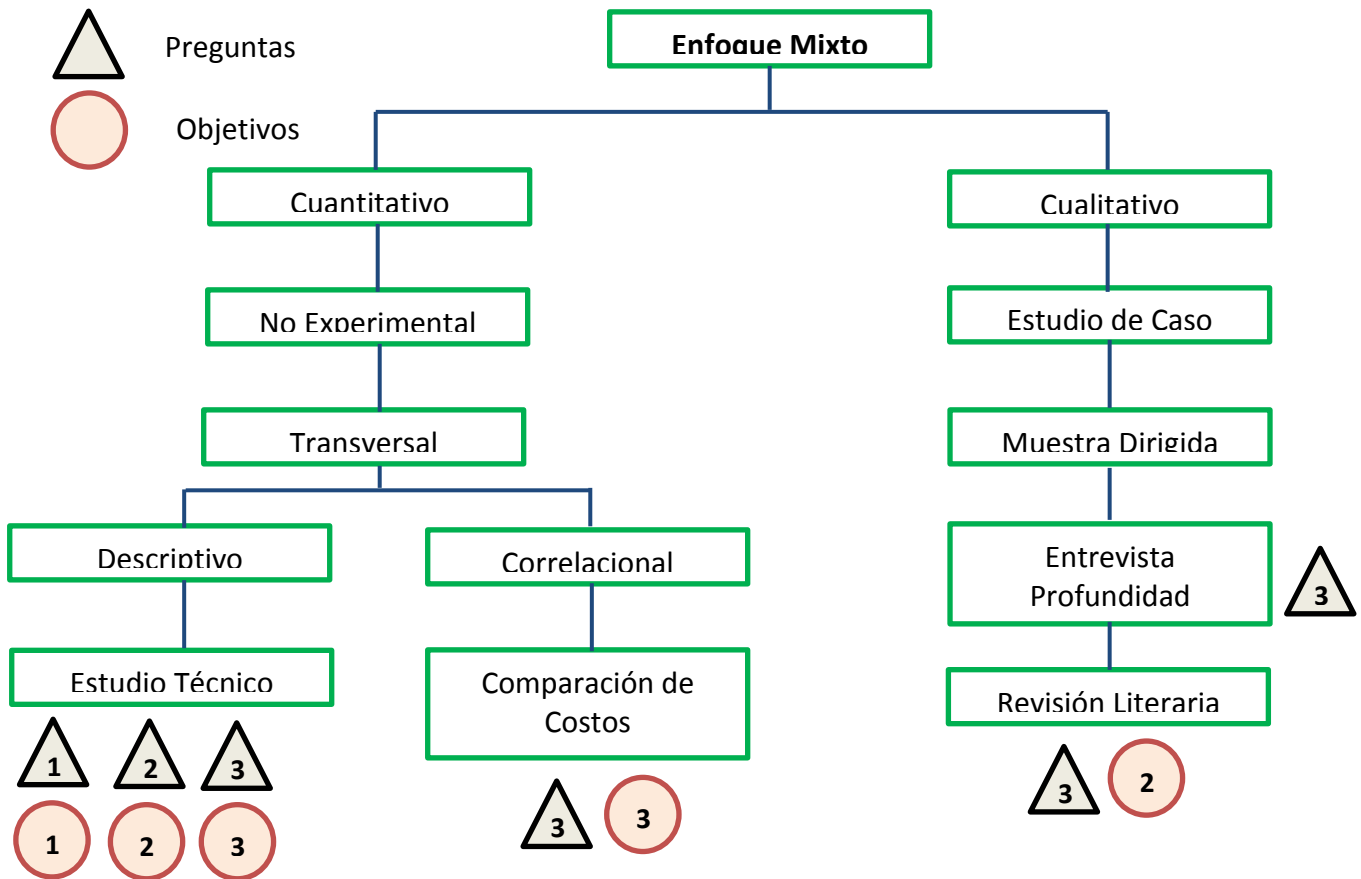 Preguntas
Objetivos
Enfoque Mixto
Cuantitativo
Cualitativo
No Experimental
Estudio de Caso
Transversal
Muestra Dirigida
Descriptivo
Correlacional
Entrevista
Profundidad
3
Estudio Técnico
Comparación de
Costos
Revisión Literaria
1 2 3
1 2 3
3 3
3 2